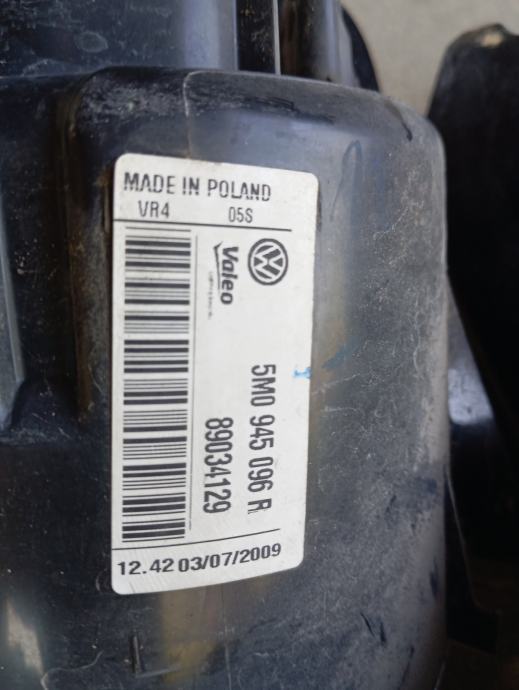 MADE IN POLAND
VR4 05S
Valeo
5M0 945 096 R
89034129
12.42 03/07/2009